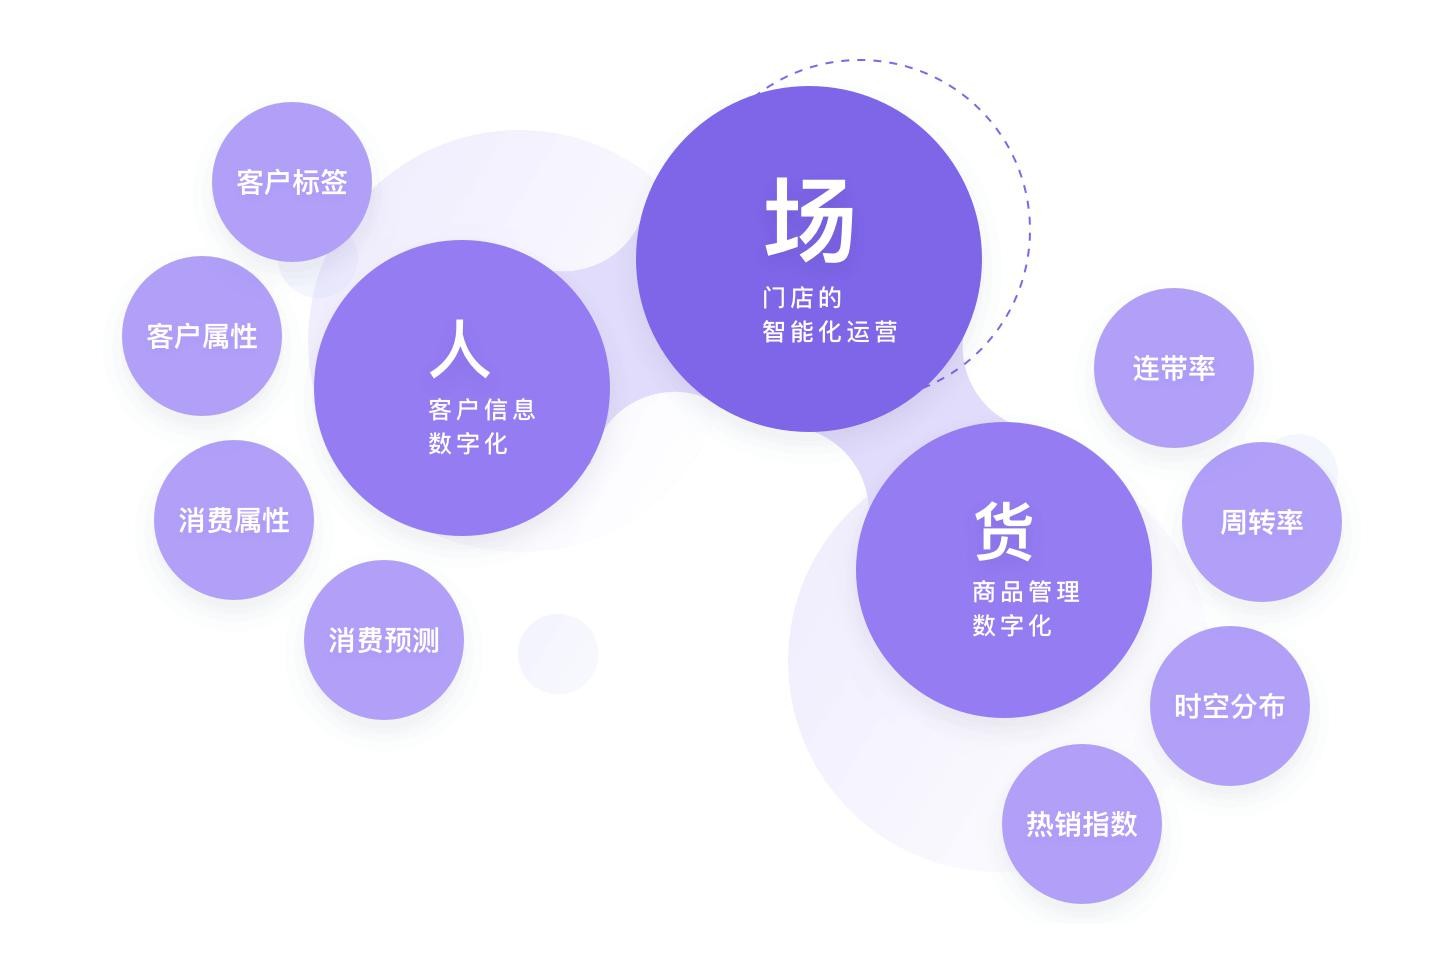 场
门店的
智能化运营
人
客户信息
数字化
客户标签
客户属性
消费属性
消费预测
货
商品管理
数字化
连带率
周转率
时空分布
热销指数